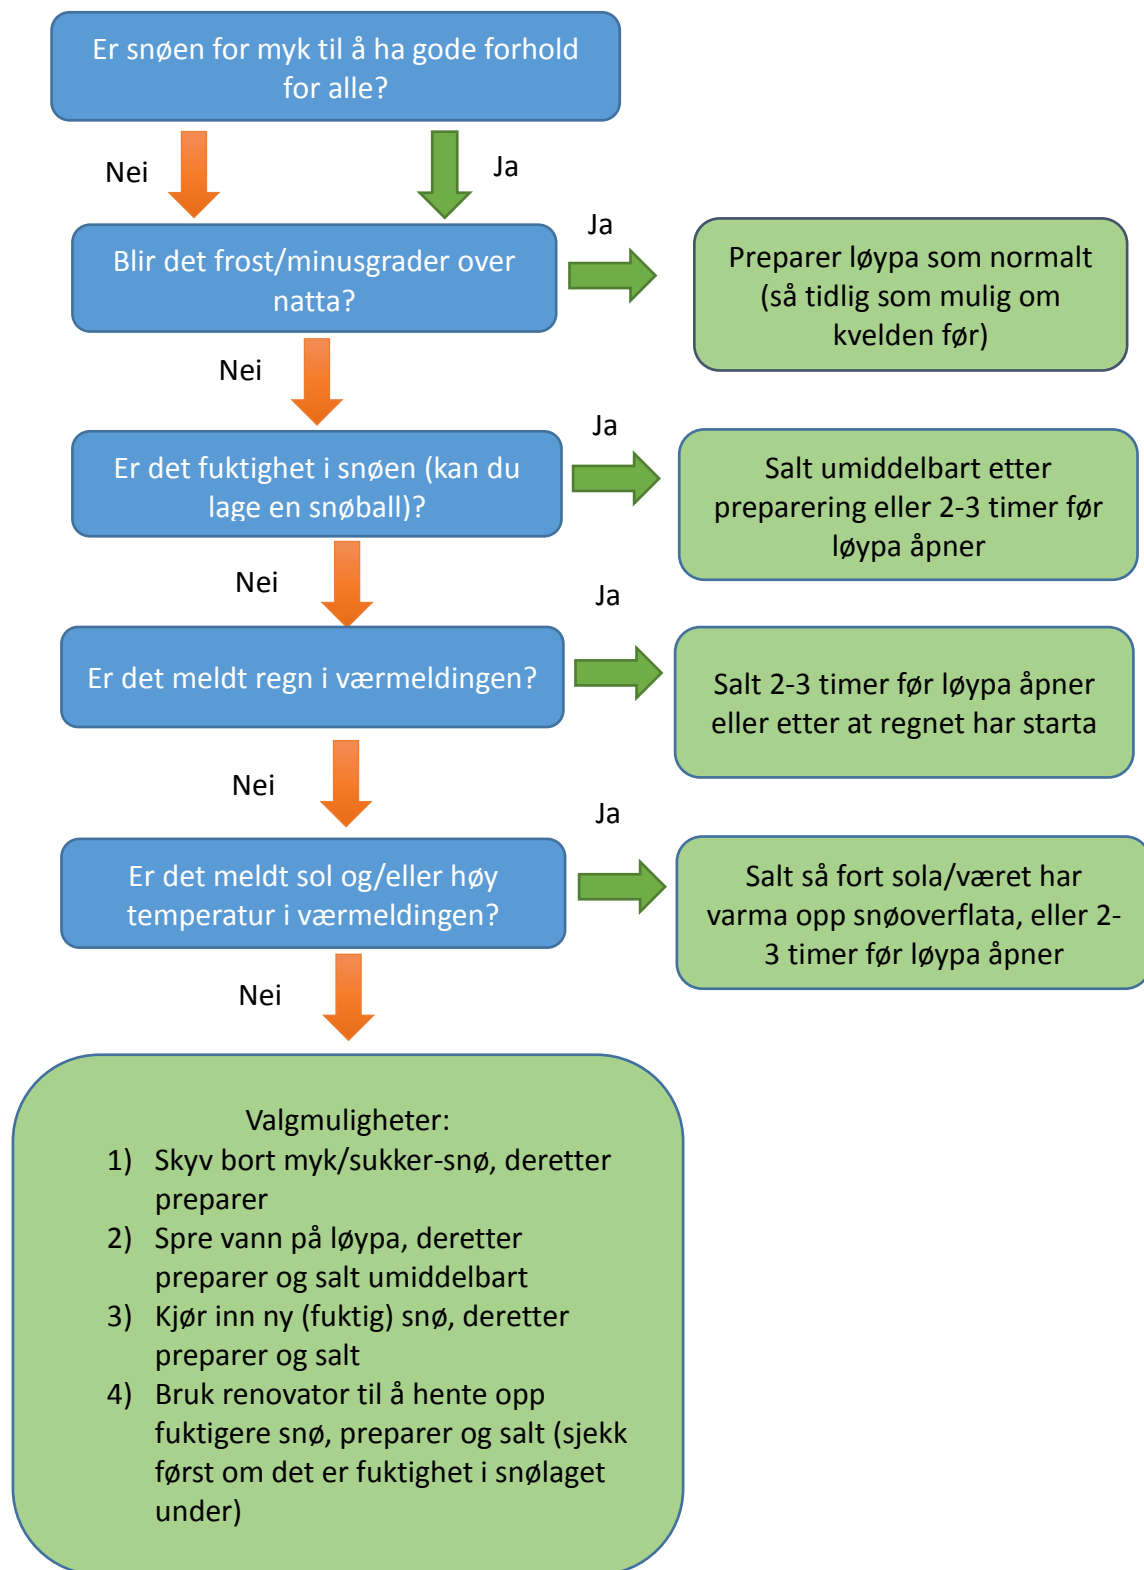 Er snøen for myk til å ha gode forhold
for alle?
Nei
Ja
Blir det frost/minusgrader over
natta?
Ja
Preparer løypa som normalt
(så tidlig som mulig om
kvelden før)
Nei
Er det fuktighet i snøen (kan du
lage en snøball)?
Ja
Salt umiddelbart etter
preparering eller 2-3 timer før
løypa åpner
Nei
Er det meldt regn i værmeldingen?
Ja
Salt 2-3 timer før løypa åpner
eller etter at regnet har starta
Nei
Er det meldt sol og/eller høy
temperatur i værmeldingen?
Ja
Salt så fort sola/været har
varma opp snøoverflata, eller 2-
3 timer før løypa åpner
Nei
Valgmuligheter:
1) Skyv bort myk/sukker-snø, deretter
preparer
2) Spre vann på løypa, deretter
preparer og salt umiddelbart
3) Kjør inn ny (fuktig) snø, deretter
preparer og salt
4) Bruk renovator til å hente opp
fuktigere snø, preparer og salt (sjekk
først om det er fuktighet i snølaget
under)